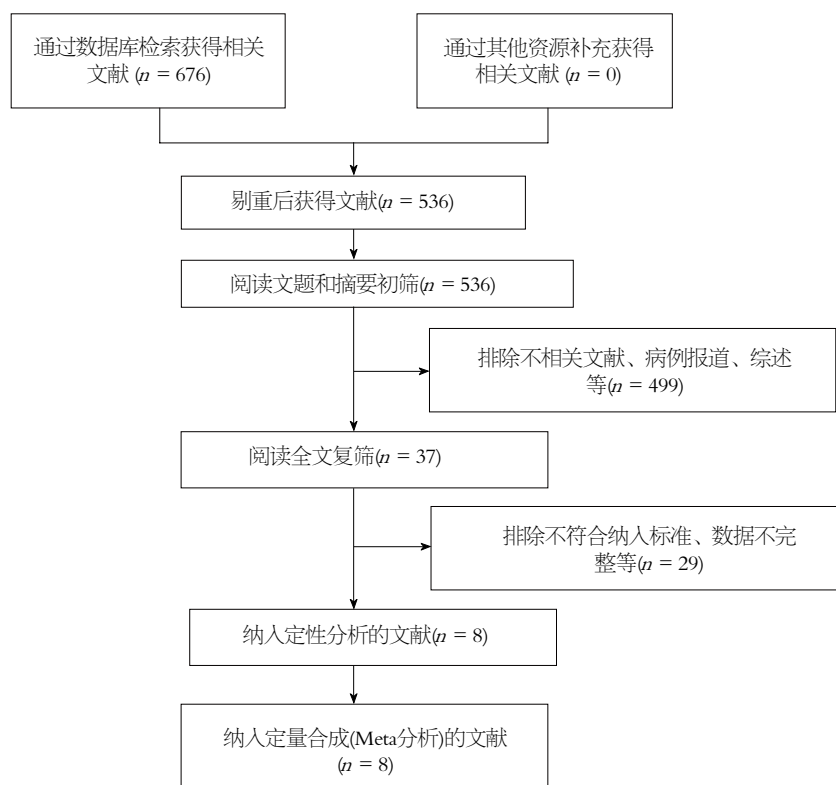 通过数据库检索获得相关
文献 (n = 676)
通过其他资源补充获得
相关文献 (n = 0)
剔重后获得文献(n = 536)
阅读文题和摘要初筛(n = 536)
排除不相关文献、病例报道、综述
等(n = 499)
阅读全文复筛(n = 37)
排除不符合纳入标准、数据不完
整等(n = 29)
纳入定性分析的文献(n = 8)
纳入定量合成(Meta分析)的文献
(n = 8)